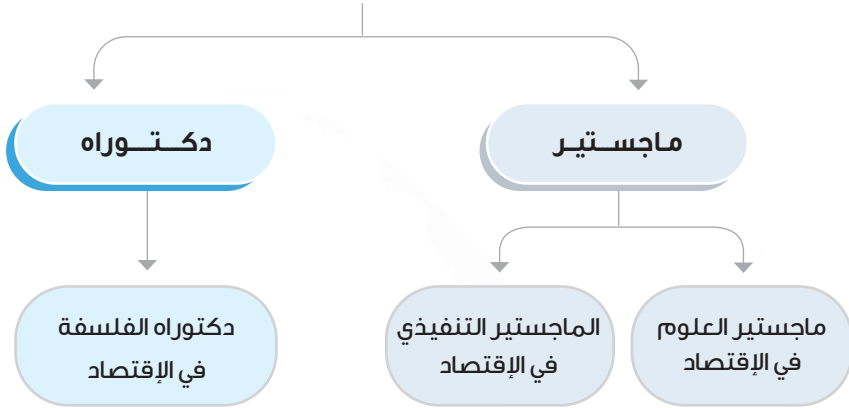 ماجستير
دكتوراه
ماجستير العلوم
في الإقتصاد
الماجستير التنفيذي
في الإقتصاد
دكتوراه الفلسفة
في الإقتصاد